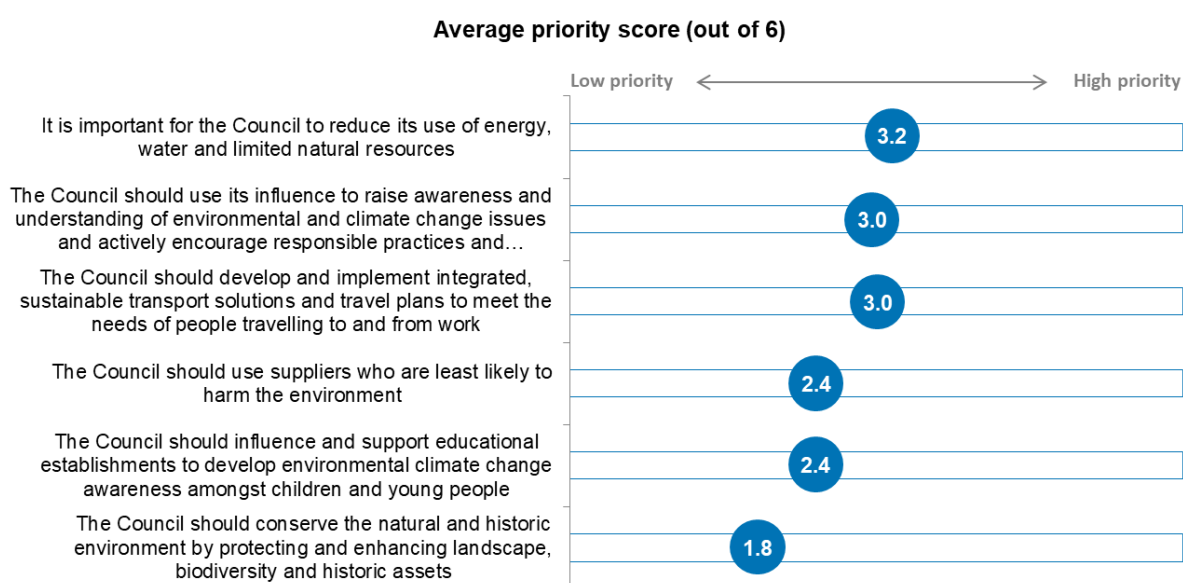 Average priority score (out of 6)
Low priority
High priority
It is important for the Council to reduce its use of energy,
water and limited natural resources
3.2
The Council should use its influence to raise awareness and
understanding of environmental and climate change issues
and actively encourage responsible practices and…
3.0
The Council should develop and implement integrated,
sustainable transport solutions and travel plans to meet the
needs of people travelling to and from work
3.0
The Council should use suppliers who are least likely to
harm the environment
2.4
The Council should influence and support educational
establishments to develop environmental climate change
awareness amongst children and young people
2.4
The Council should conserve the natural and historic
environment by protecting and enhancing landscape,
biodiversity and historic assets
1.8